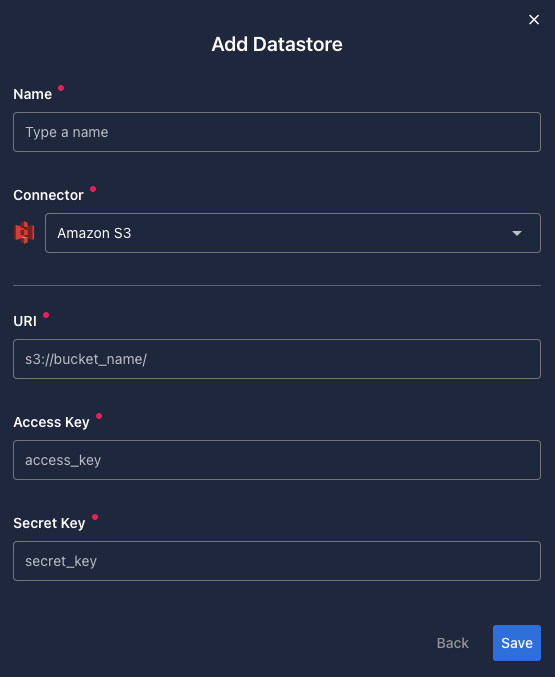 Add Datastore
Name
Type a name
Connector
Amazon S3
URI
s3://bucket_name/
Access Key
access_key
Secret Key
secret_key
Back
Save